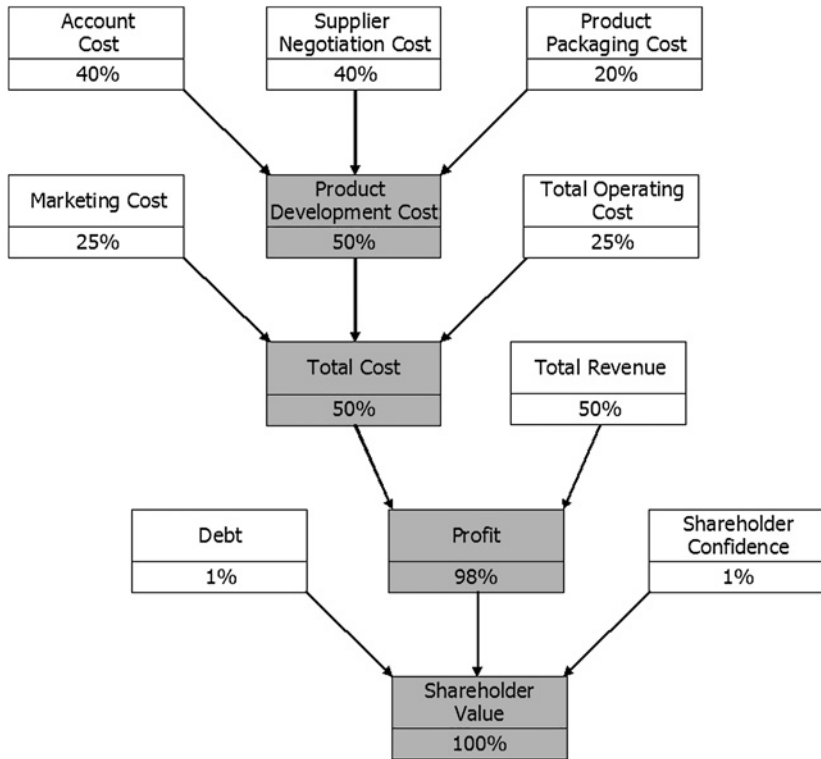 Account
Cost
40%
Supplier
Negotiation Cost
40%
Product
Packaging Cost
20%
Marketing Cost
25%
Product
Development Cost
50%
Total Operating
Cost
25%
Total Cost
50%
Total Revenue
50%
Debt
1%
Profit
98%
Shareholder
Confidence
1%
Shareholder
Value
100%